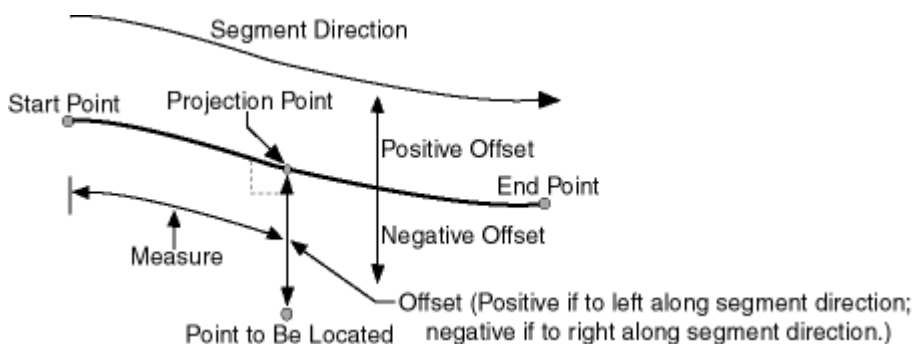 Segment Direction
Start Point
Projection Point
Positive Offset
End Point
Negative Offset
Measure
Offset (Positive if to left along segment direction;
negative if to right along segment direction.)
Point to Be Located